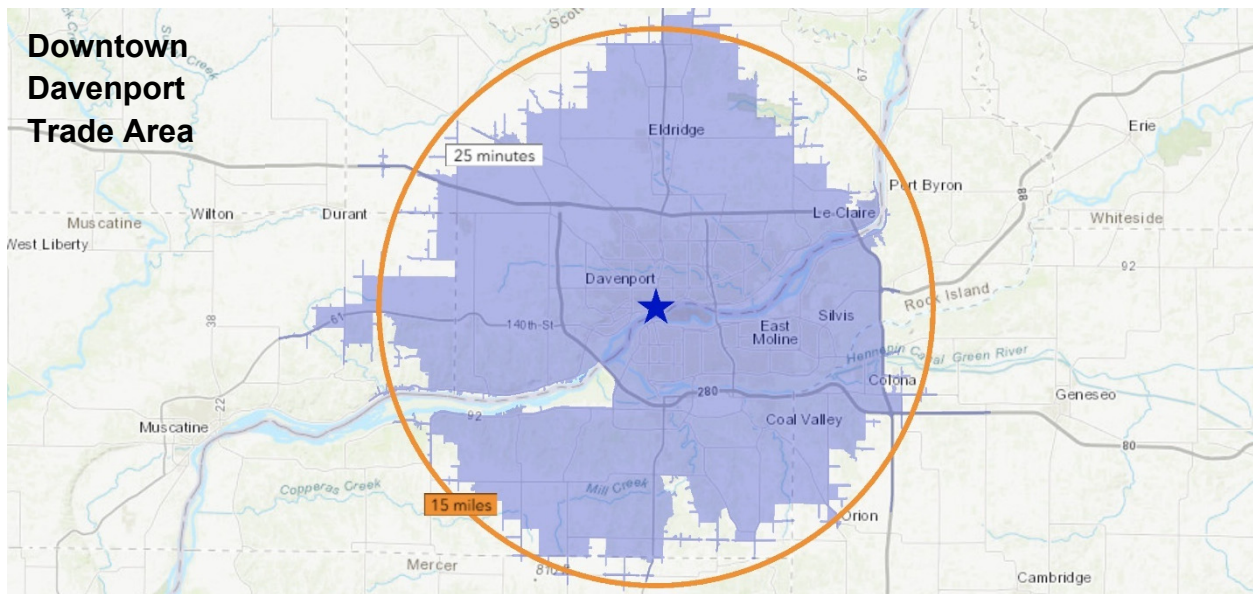 Downtown
Davenport
Trade Area
67
Eldridge
Erie
25 minutes
Port Byron
88
Wilton
Durant
Le Claire
Whiteside
Muscatine
West Liberty
92
Davenport
Rock Island
38
61
140th-St
East
Moline
Silvis
Hennepin Canal Green River
Colona
280
Geneseo
22
92
Coal Valley
Muscatine
80
Copperas Creek
Mill Creek
15 miles
Orion
Mercer
Cambridge